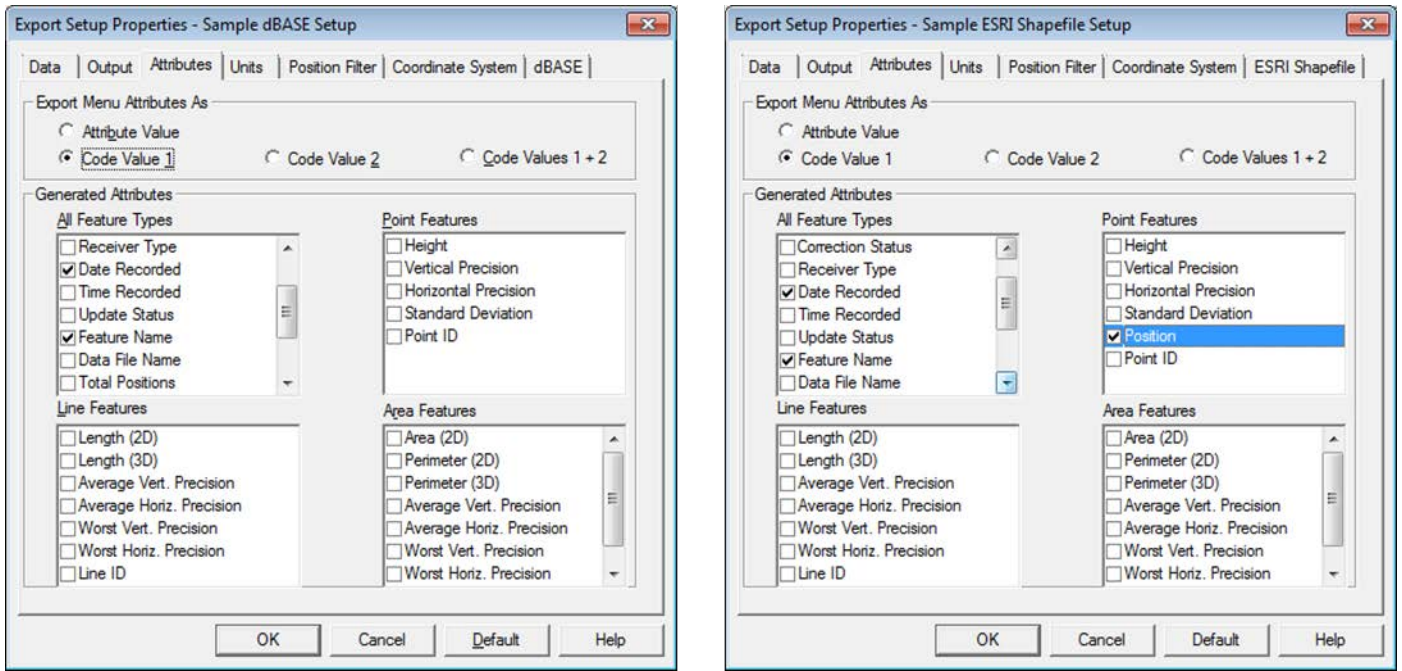 Export Setup Properties - Sample dBASE Setup
Data Output Attributes Units Position Filter Coordinate System dBASE
Export Menu Attributes As
Attribute Value
Code Value 1 Code Value 2 Code Values 1 + 2
Generated Attributes
All Feature Types
Receiver Type
Date Recorded
Time Recorded
Update Status
Feature Name
Data File Name
Total Positions
Point Features
Height
Vertical Precision
Horizontal Precision
Standard Deviation
Point ID
Line Features
Length (2D)
Length (3D)
Average Vert. Precision
Average Horiz. Precision
Worst Vert. Precision
Worst Horiz. Precision
Line ID
Area Features
Area (2D)
Perimeter (2D)
Perimeter (3D)
Average Vert. Precision
Average Horiz. Precision
Worst Vert. Precision
Worst Horiz. Precision
OK Cancel Default Help
Export Setup Properties - Sample ESRI Shapefile Setup
Data Output Attributes Units Position Filter Coordinate System ESRI Shapefile
Export Menu Attributes As
Attribute Value
Code Value 1 Code Value 2 Code Values 1 + 2
Generated Attributes
All Feature Types
Correction Status
Receiver Type
Date Recorded
Time Recorded
Update Status
Feature Name
Data File Name
Point Features
Height
Vertical Precision
Horizontal Precision
Standard Deviation
Position
Point ID
Line Features
Length (2D)
Length (3D)
Average Vert. Precision
Average Horiz. Precision
Worst Vert. Precision
Worst Horiz. Precision
Line ID
Area Features
Area (2D)
Perimeter (2D)
Perimeter (3D)
Average Vert. Precision
Average Horiz. Precision
Worst Vert. Precision
Worst Horiz. Precision
OK Cancel Default Help